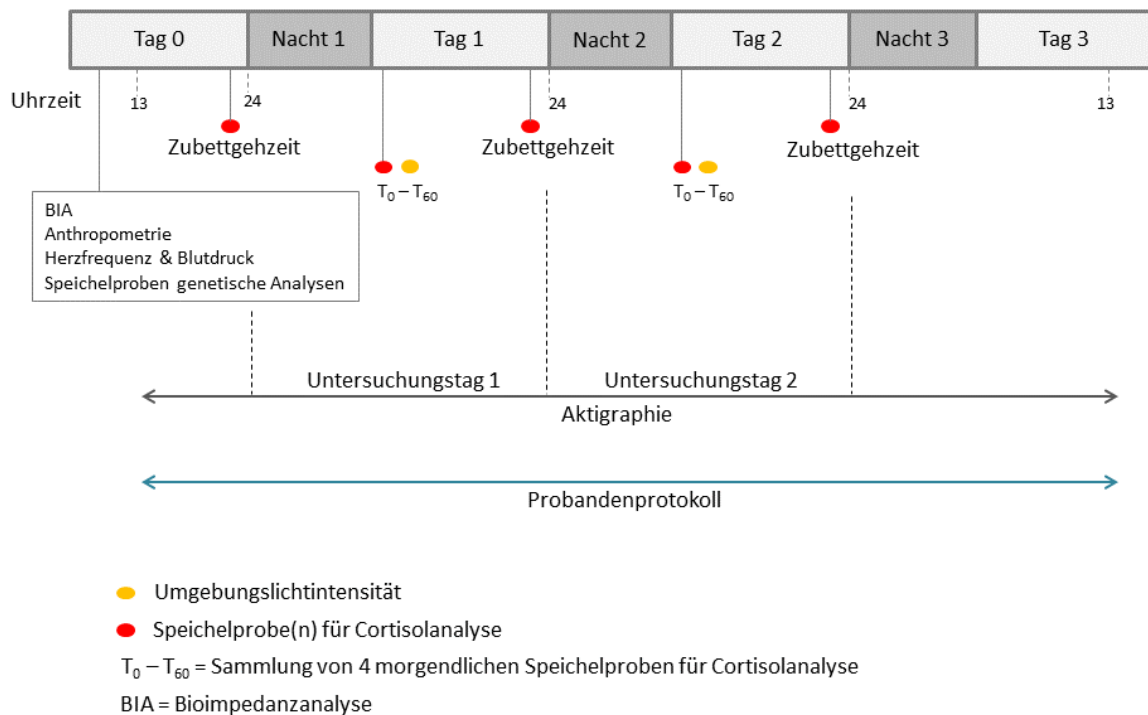 Tag 0 Nacht 1 Tag 1 Nacht 2 Tag 2 Nacht 3 Tag 3
Uhrzeit 13 24 24 24 13
Zubettgehzeit Zubettgehzeit Zubettgehzeit
T0 – T60 T0 – T60
BIA
Anthropometrie
Herzfrequenz & Blutdruck
Speichelproben genetische Analysen
Untersuchungstag 1 Untersuchungstag 2
Aktigraphie
Probandenprotokoll
Umgebungslichtintensität
Speichelprobe(n) für Cortisolanalyse
T0 – T60 = Sammlung von 4 morgendlichen Speichelproben für Cortisolanalyse
BIA = Bioimpedanzanalyse